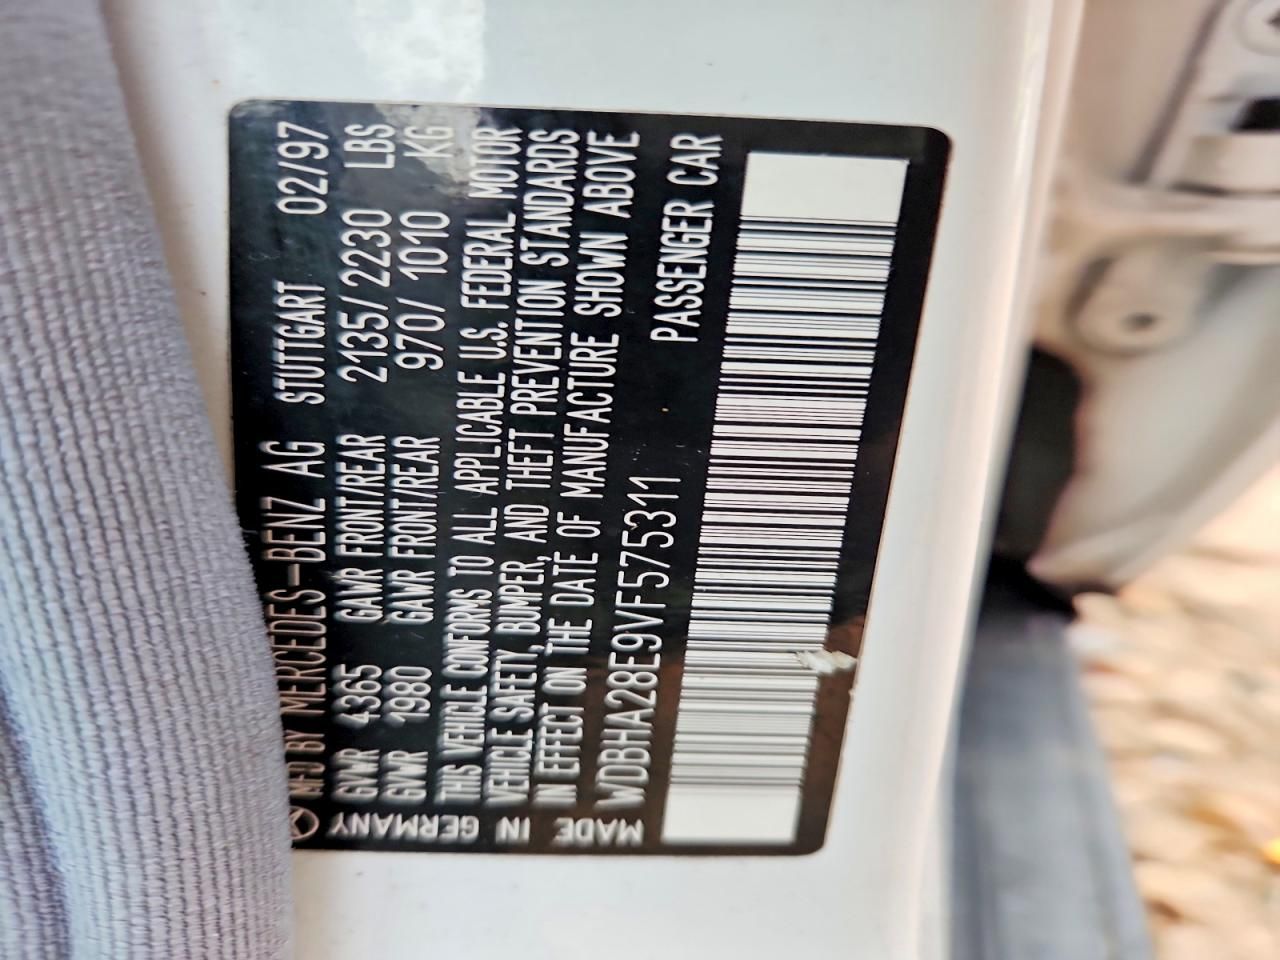 MFD BY MERCEDES-BENZ AG STUTTGART 02/97
GVWR 4365 GAWR FRONT/REAR 2135/2230 LBS
GVWR 1980 GAWR FRONT/REAR 970/1010 KG
THIS VEHICLE CONFORMS TO ALL APPLICABLE U.S. FEDERAL MOTOR
VEHICLE SAFETY, BUMPER, AND THEFT PREVENTION STANDARDS
IN EFFECT ON THE DATE OF MANUFACTURE SHOWN ABOVE
WDBHA28E9VF575311 PASSENGER CAR
MADE IN GERMANY